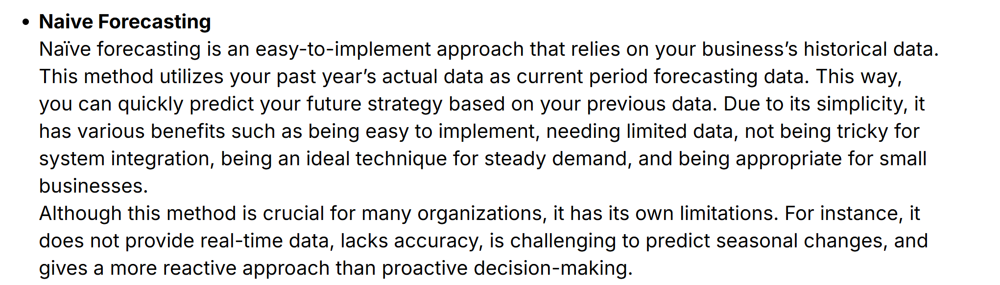 • Naive Forecasting
Naïve forecasting is an easy-to-implement approach that relies on your business’s historical data.
This method utilizes your past year’s actual data as current period forecasting data. This way,
you can quickly predict your future strategy based on your previous data. Due to its simplicity, it
has various benefits such as being easy to implement, needing limited data, not being tricky for
system integration, being an ideal technique for steady demand, and being appropriate for small
businesses.
Although this method is crucial for many organizations, it has its own limitations. For instance, it
does not provide real-time data, lacks accuracy, is challenging to predict seasonal changes, and
gives a more reactive approach than proactive decision-making.